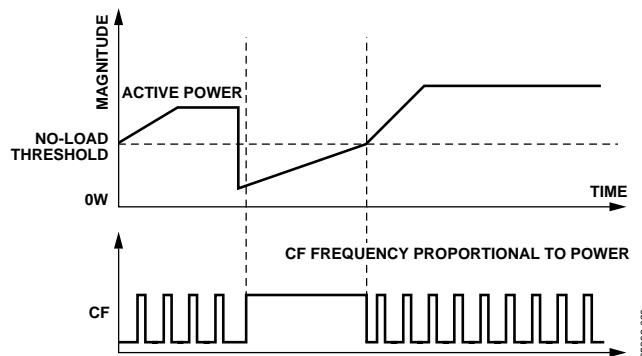 MAGNITUDE
ACTIVE POWER
NO-LOAD
THRESHOLD
0W
TIME
CF FREQUENCY PROPORTIONAL TO POWER
CF